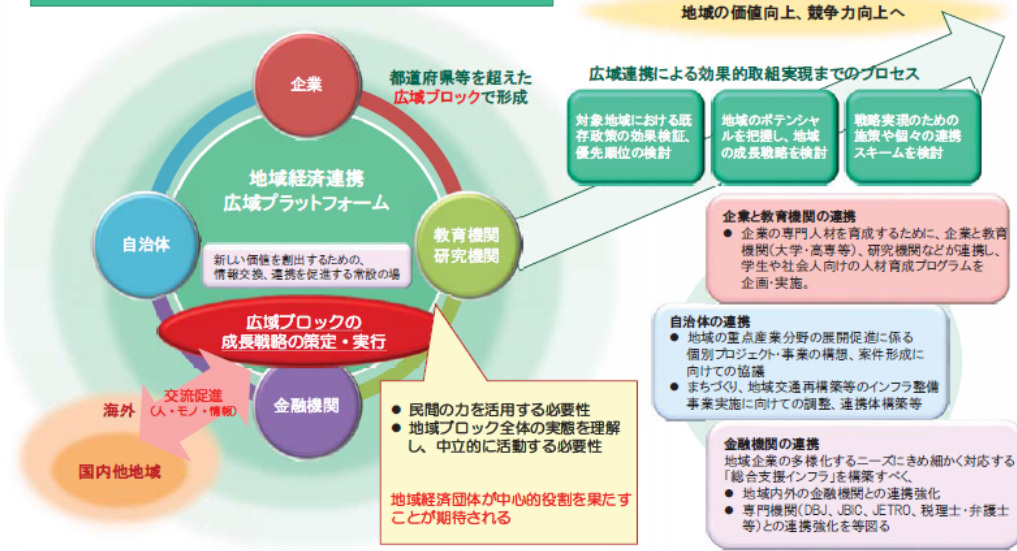 地域の価値向上、競争力向上へ
企業
都道府県等を超えた
広域ブロックで形成
広域連携による効果的取組実現までのプロセス
対象地域における既
存政策の効果検証、
優先順位の検討
地域のポテンシャ
ルを把握し、地域
の成長戦略を検討
戦略実現のための
施策や個々の連携
スキームを検討
地域経済連携
広域プラットフォーム
自治体
教育機関
研究機関
新しい価値を創出するための、
情報交換、連携を促進する常設の場
広域ブロックの
成長戦略の策定・実行
金融機関
交流促進
(人・モノ・情報)
海外
国内他地域
● 民間の力を活用する必要性
● 地域ブロック全体の実態を理解
し、中立的に活動する必要性
地域経済団体が中心的役割を果たす
ことが期待される
企業と教育機関の連携
● 企業の専門人材を育成するために、企業と教育
機関(大学・高専等)、研究機関などが連携し、
学生や社会人向けの人材育成プログラムを
企画・実施。
自治体の連携
● 地域の重点産業分野の展開促進に係る
個別プロジェクト・事業の構想、案件形成に
向けての協議
● まちづくり、地域交通再構築等のインフラ整備
事業実施に向けての調整、連携体構築等
金融機関の連携
地域企業の多様化するニーズにきめ細かく対応する
「総合支援インフラ」を構築すべく、
● 地域内外の金融機関との連携強化
● 専門機関(DBJ、JBIC、JETRO、税理士・弁護士
等)との連携強化を等図る